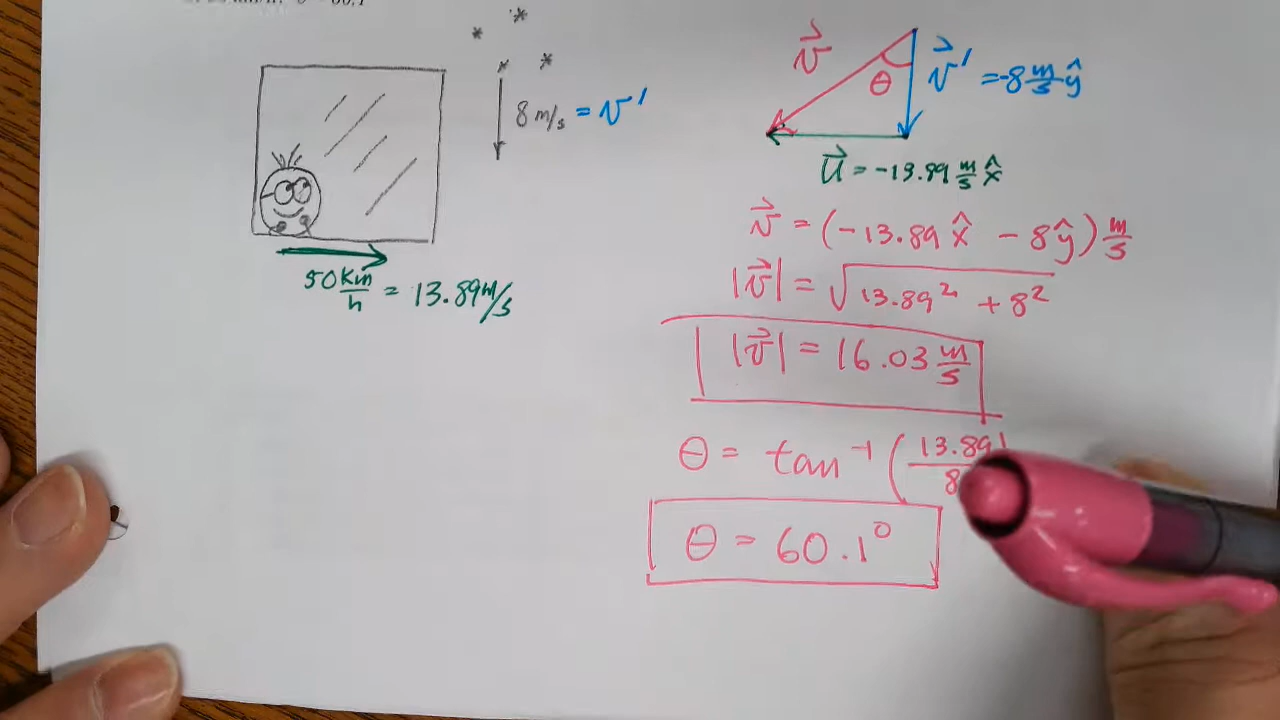 8 m/s = v'
50 km/h = 13.89 m/s
v⃗
θ
v⃗' = -8 m/s ŷ
u⃗ = -13.89 m/s x̂
v⃗ = (-13.89 x̂ - 8 ŷ) m/s
|v⃗| = √13.89² + 8²
|v⃗| = 16.03 m/s
θ = tan⁻¹ (13.89/8
θ = 60.1°